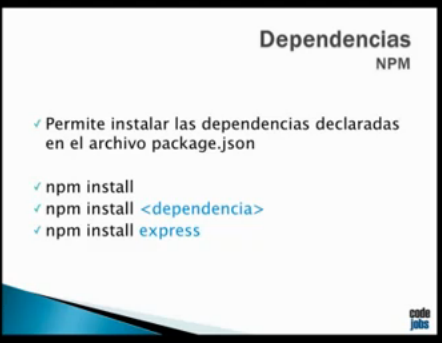 Dependencias
NPM
✓ Permite instalar las dependencias declaradas
en el archivo package.json
✓ npm install
✓ npm install <dependencia>
✓ npm install express
code
jobs